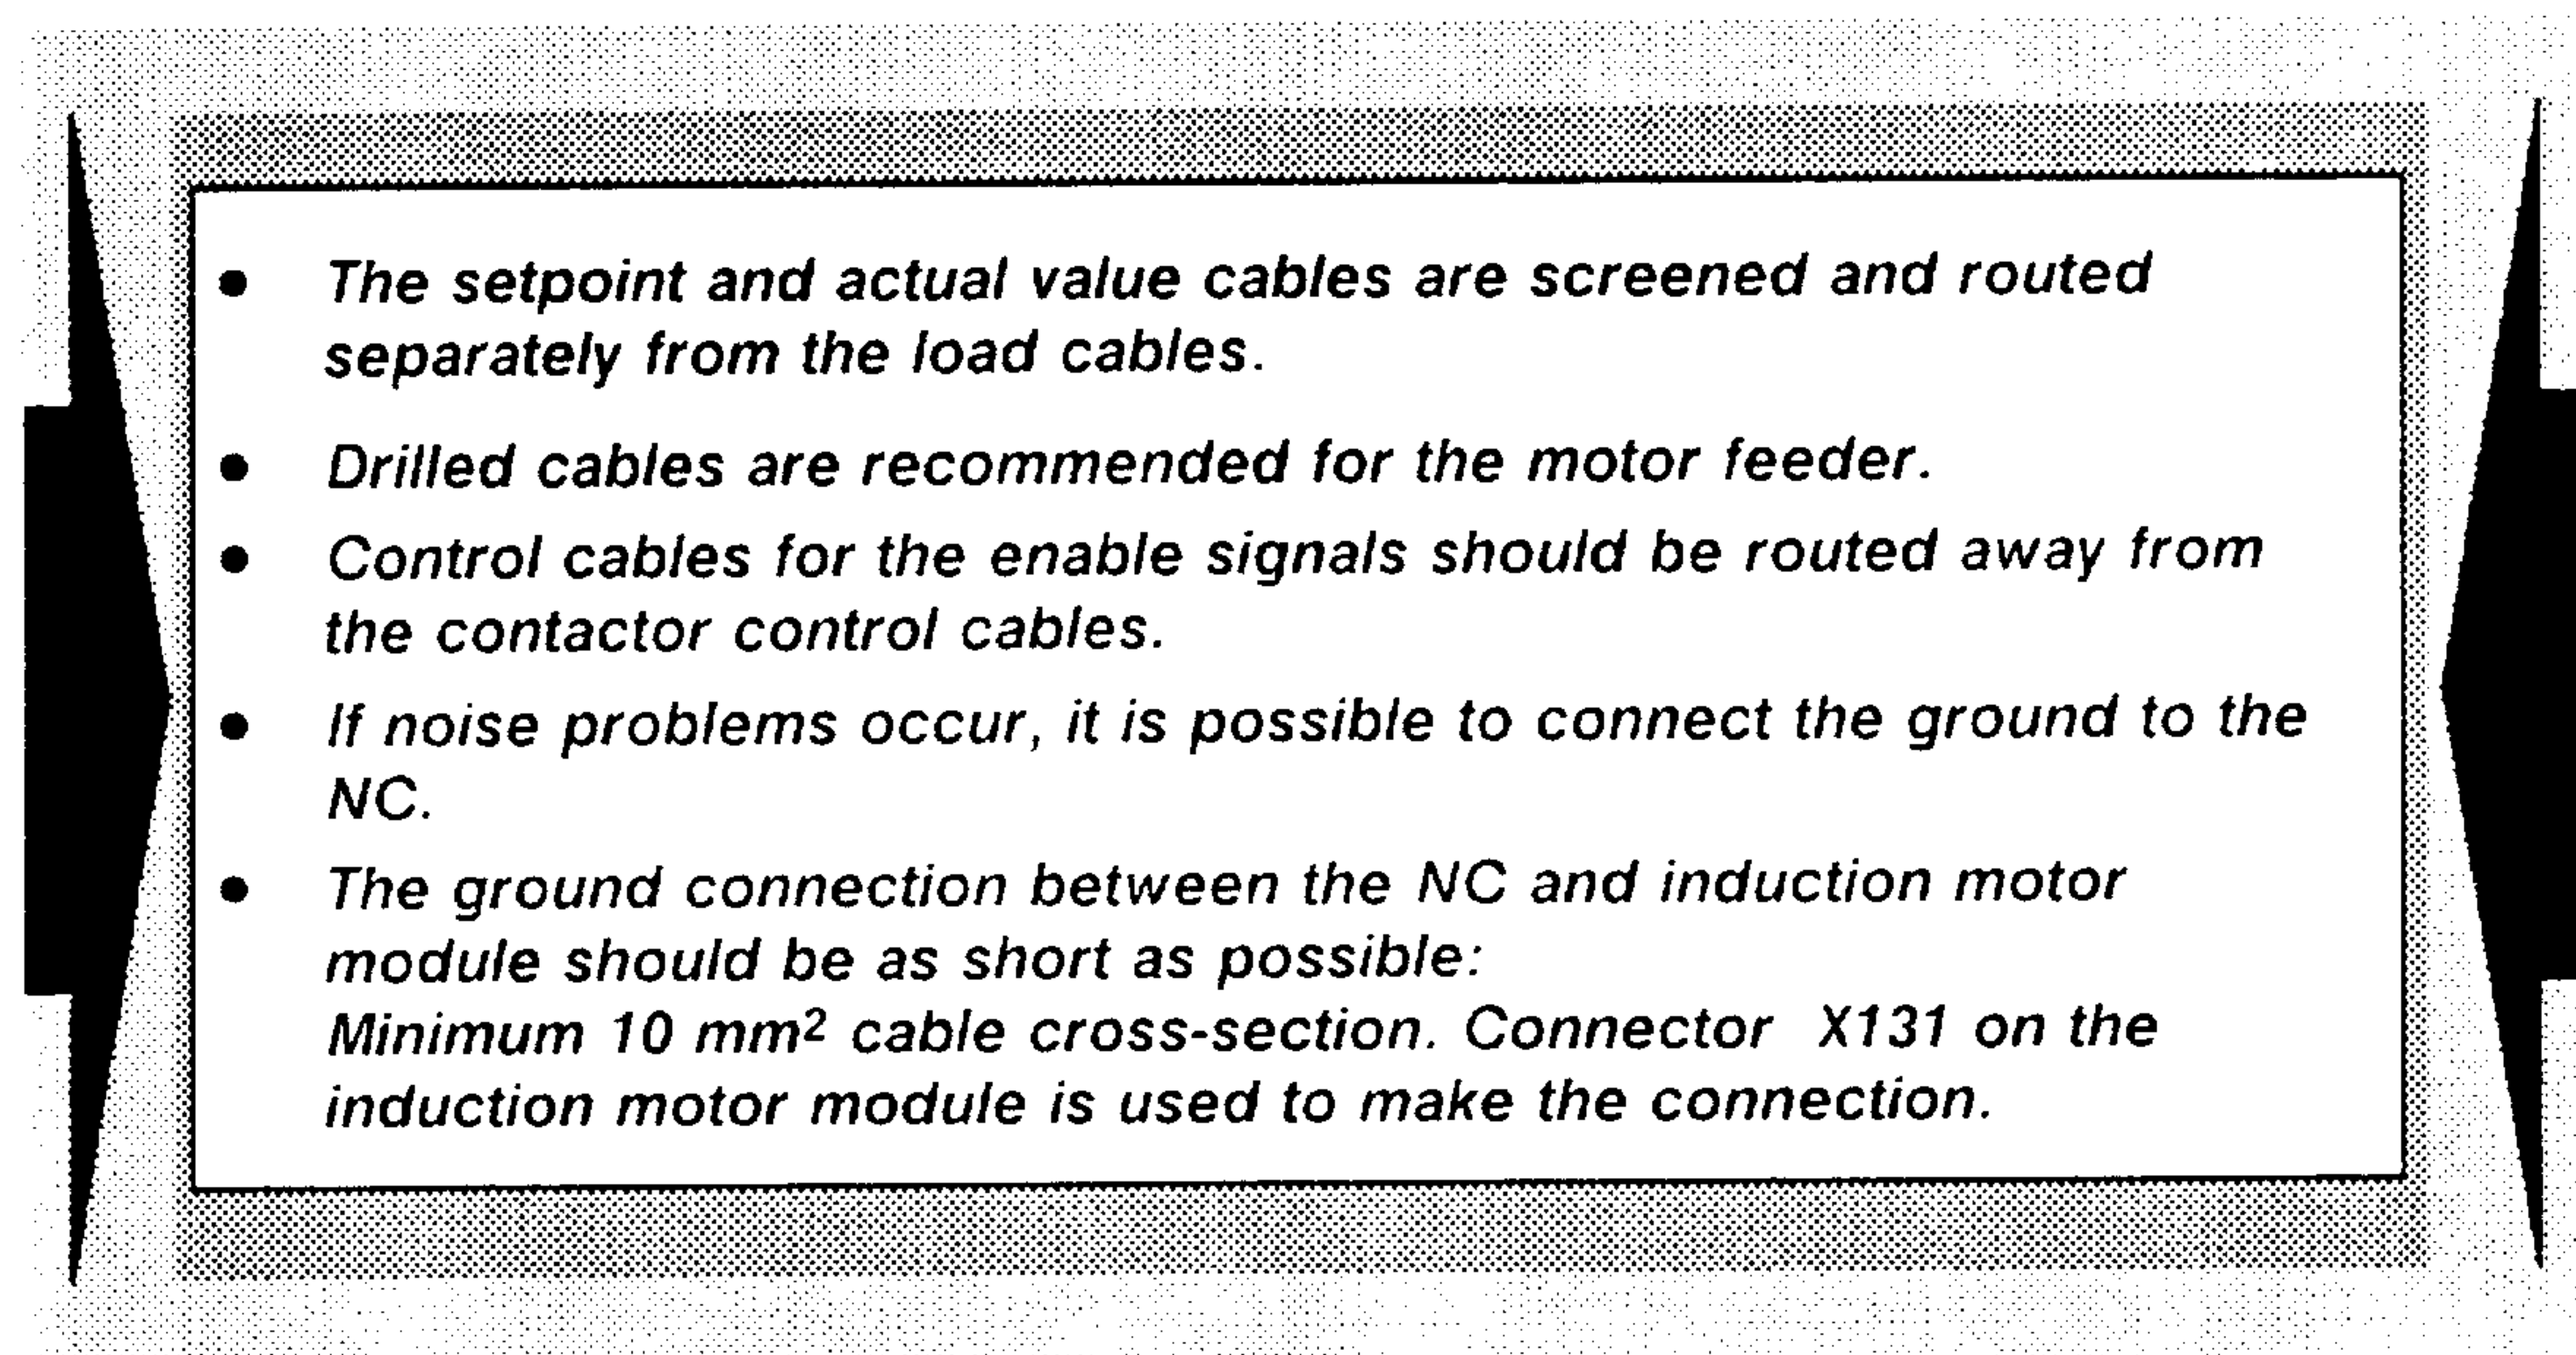 ● The setpoint and actual value cables are screened and routed
separately from the load cables.
● Drilled cables are recommended for the motor feeder.
● Control cables for the enable signals should be routed away from
the contactor control cables.
● If noise problems occur, it is possible to connect the ground to the
NC.
● The ground connection between the NC and induction motor
module should be as short as possible:
Minimum 10 mm² cable cross-section. Connector X131 on the
induction motor module is used to make the connection.